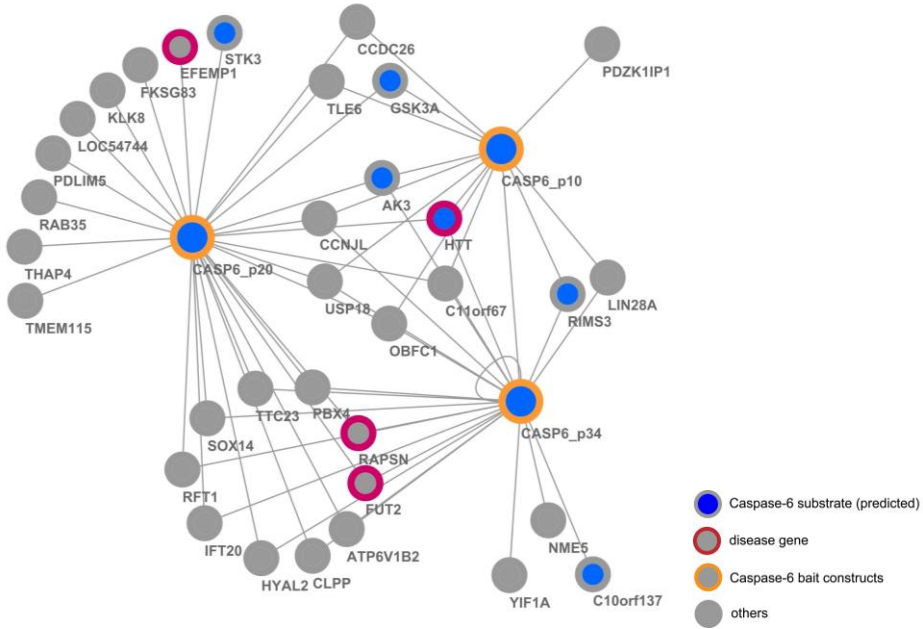 STK3
EFEMP1
CCDC26
PDZK1IP1
FKSG83
KLK8
TLE6
GSK3A
LOC54744
PDLIM5
CASP6_p10
RAB35
AK3
CCNJL
HTT
THAP4
CASP6_p20
TMEM115
USP18
C11orf67
LIN28A
RIMS3
OBFC1
TTC23
PBX4
CASP6_p34
SOX14
RAPSN
RFT1
FUT2
IFT20
ATP6V1B2
HYAL2
CLPP
NME5
YIF1A
C10orf137
Caspase-6 substrate (predicted)
disease gene
Caspase-6 bait constructs
others